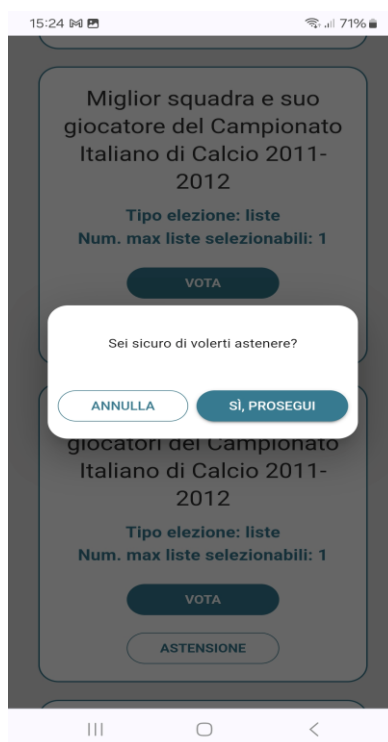 15:24
71%
Miglior squadra e suo
giocatore del Campionato
Italiano di Calcio 2011-
2012
Tipo elezione: liste
Num. max liste selezionabili: 1
VOTA
Sei sicuro di volerti astenere?
ANNULLA
SÌ, PROSEGUI
giocatori del Campionato
Italiano di Calcio 2011-
2012
Tipo elezione: liste
Num. max liste selezionabili: 1
VOTA
ASTENSIONE